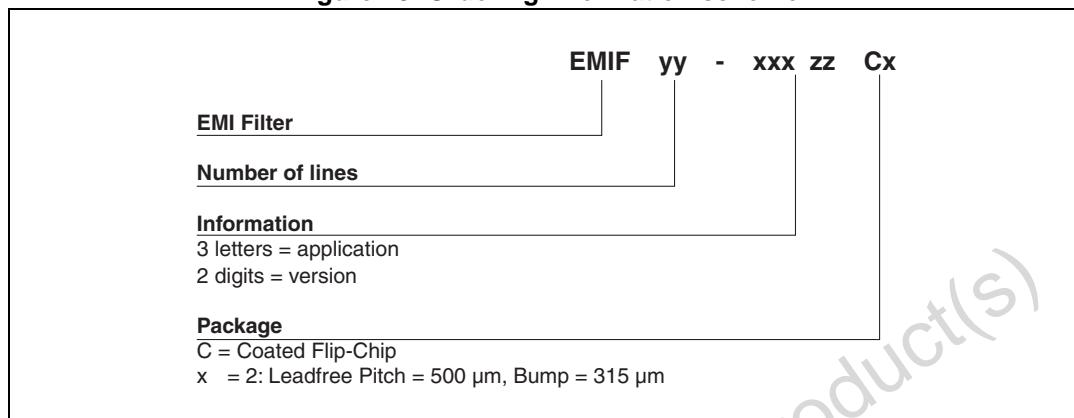 EMIF yy - xxx zz Cx
EMI Filter
Number of lines
Information
3 letters = application
2 digits = version
Package
C = Coated Flip-Chip
x = 2: Leadfree Pitch = 500 µm, Bump = 315 µm